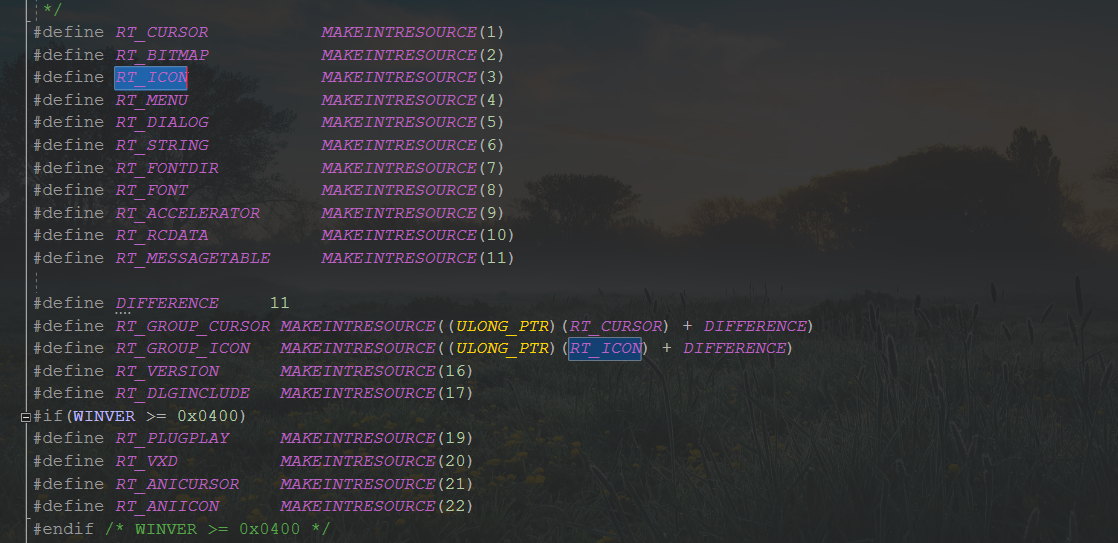 */
#define RT_CURSOR           MAKEINTRESOURCE(1)
#define RT_BITMAP           MAKEINTRESOURCE(2)
#define RT_ICON             MAKEINTRESOURCE(3)
#define RT_MENU             MAKEINTRESOURCE(4)
#define RT_DIALOG           MAKEINTRESOURCE(5)
#define RT_STRING           MAKEINTRESOURCE(6)
#define RT_FONTDIR          MAKEINTRESOURCE(7)
#define RT_FONT             MAKEINTRESOURCE(8)
#define RT_ACCELERATOR      MAKEINTRESOURCE(9)
#define RT_RCDATA           MAKEINTRESOURCE(10)
#define RT_MESSAGETABLE     MAKEINTRESOURCE(11)
#define DIFFERENCE     11
#define RT_GROUP_CURSOR MAKEINTRESOURCE((ULONG_PTR)(RT_CURSOR) + DIFFERENCE)
#define RT_GROUP_ICON   MAKEINTRESOURCE((ULONG_PTR)(RT_ICON) + DIFFERENCE)
#define RT_VERSION      MAKEINTRESOURCE(16)
#define RT_DLGINCLUDE   MAKEINTRESOURCE(17)
#if(WINVER >= 0x0400)
#define RT_PLUGPLAY     MAKEINTRESOURCE(19)
#define RT_VXD          MAKEINTRESOURCE(20)
#define RT_ANICURSOR    MAKEINTRESOURCE(21)
#define RT_ANIICON      MAKEINTRESOURCE(22)
#endif /* WINVER >= 0x0400 */